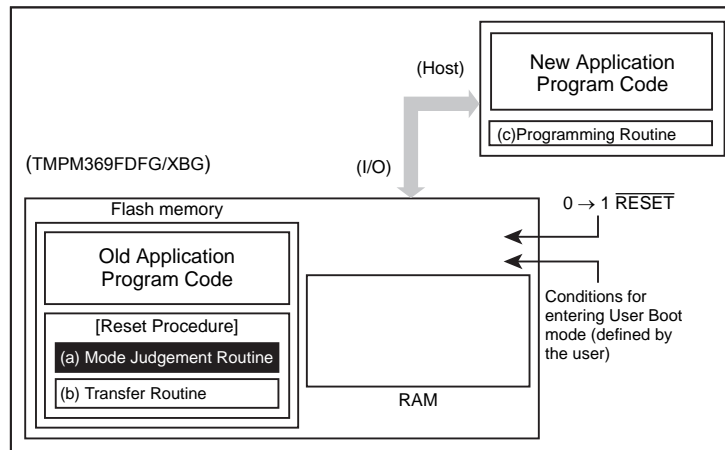 (Host)
New Application
Program Code
(c)Programming Routine
(TMPM369FDFG/XBG)
(I/O)
Flash memory
0 → 1 RESET
Old Application
Program Code
[Reset Procedure]
(a) Mode Judgement Routine
(b) Transfer Routine
RAM
Conditions for
entering User Boot
mode (defined by
the user)